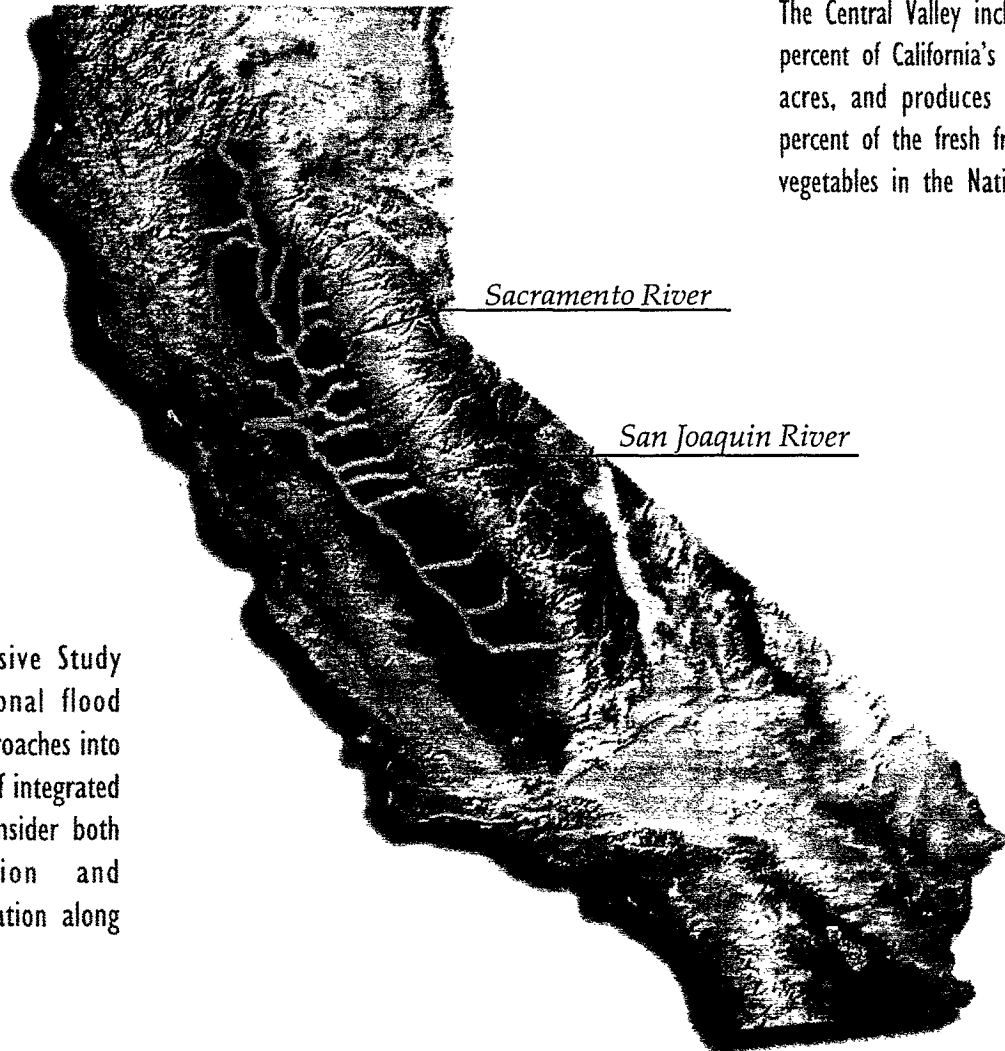 The Central Valley incl
percent of California's
acres, and produces
percent of the fresh fr
vegetables in the Nati
Sacramento River
San Joaquin River
sive Study
onal flood
roaches into
f integrated
nsider both
ion and
ation along